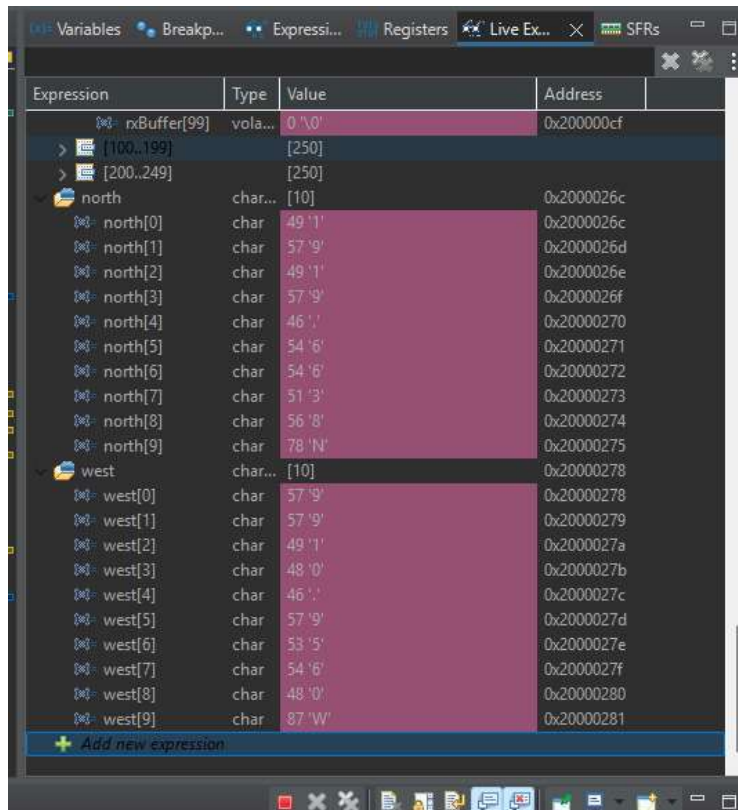 Variables Breakp... Expressi... Registers Live Ex... SFRs
Expression Type Value Address
rxBuffer[99] vola... 0 '\0' 0x200000cf
[100..199] [250]
[200..249] [250]
north char... [10] 0x2000026c
north[0] char 49 '1' 0x2000026c
north[1] char 57 '9' 0x2000026d
north[2] char 49 '1' 0x2000026e
north[3] char 57 '9' 0x2000026f
north[4] char 46 '.' 0x20000270
north[5] char 54 '6' 0x20000271
north[6] char 54 '6' 0x20000272
north[7] char 51 '3' 0x20000273
north[8] char 56 '8' 0x20000274
north[9] char 78 'N' 0x20000275
west char... [10] 0x20000278
west[0] char 57 '9' 0x20000278
west[1] char 57 '9' 0x20000279
west[2] char 49 '1' 0x2000027a
west[3] char 48 '0' 0x2000027b
west[4] char 46 '.' 0x2000027c
west[5] char 57 '9' 0x2000027d
west[6] char 53 '5' 0x2000027e
west[7] char 54 '6' 0x2000027f
west[8] char 48 '0' 0x20000280
west[9] char 87 'W' 0x20000281
Add new expression